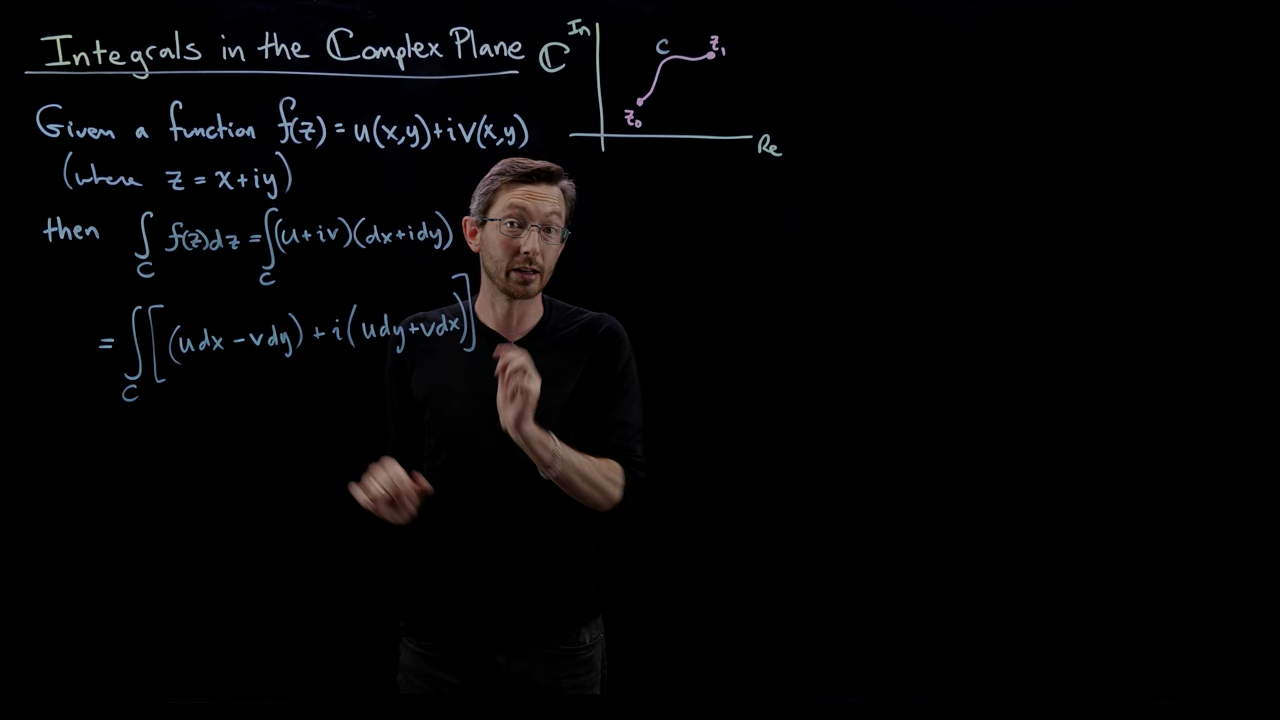 Integrals in the ℂomplex Plane
ℂ
Im
C
z₁
z₀
Re
Given a function f(z) = u(x,y)+iv(x,y)
(where z = x+iy)
then ∫_C f(z)dz = ∫_C (u+iv)(dx+idy)
= ∫_C [(udx - vdy) + i(udy+vdx)]